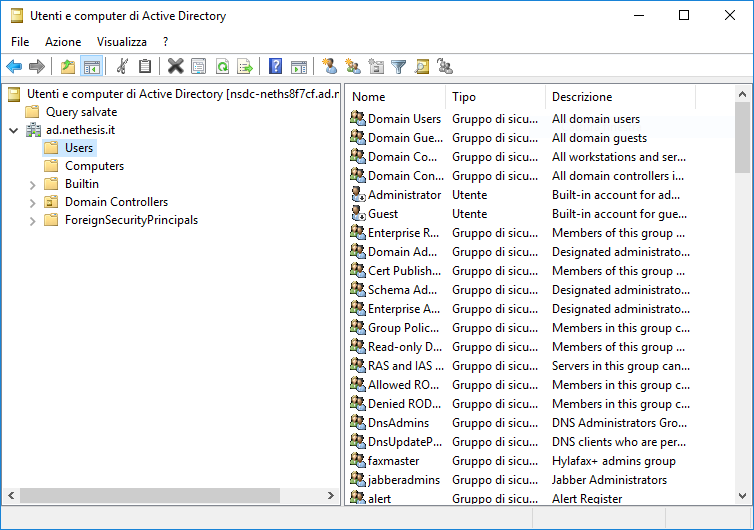 Utenti e computer di Active Directory
File Azione Visualizza ?
Utenti e computer di Active Directory [nsdc-neths8f7cf.ad.n
Query salvate
ad.nethesis.it
Users
Computers
Builtin
Domain Controllers
ForeignSecurityPrincipals
Nome Tipo Descrizione
Domain Users Gruppo di sicu... All domain users
Domain Gue... Gruppo di sicu... All domain guests
Domain Co... Gruppo di sicu... All workstations and ser...
Domain Con... Gruppo di sicu... All domain controllers i...
Administrator Utente Built-in account for ad...
Guest Utente Built-in account for gue...
Enterprise R... Gruppo di sicu... Members of this group ...
Domain Ad... Gruppo di sicu... Designated administrato...
Cert Publish... Gruppo di sicu... Members of this group ...
Schema Ad... Gruppo di sicu... Designated administrato...
Enterprise A... Gruppo di sicu... Designated administrato...
Group Polic... Gruppo di sicu... Members in this group c...
Read-only D... Gruppo di sicu... Members of this group ...
RAS and IAS ... Gruppo di sicu... Servers in this group can...
Allowed RO... Gruppo di sicu... Members in this group c...
Denied ROD... Gruppo di sicu... Members in this group c...
DnsAdmins Gruppo di sicu... DNS Administrators Gro...
DnsUpdateP... Gruppo di sicu... DNS clients who are per...
faxmaster Gruppo di sicu... Hylafax+ admins group
jabberadmins Gruppo di sicu... Jabber Administrators
alert Gruppo di sicu... Alert Register